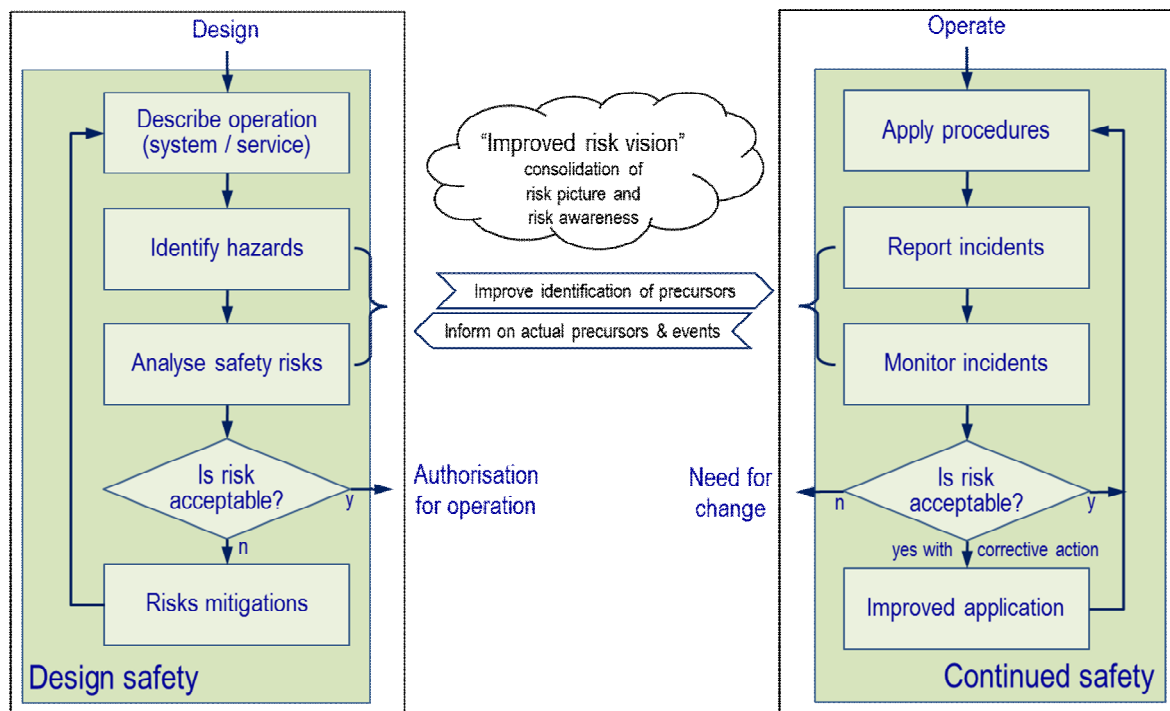 Design
Describe operation
(system / service)
Identify hazards
Analyse safety risks
Is risk
acceptable?
y
n
Authorisation
for operation
Risks mitigations
Design safety
“Improved risk vision”
consolidation of
risk picture and
risk awareness
Improve identification of precursors
Inform on actual precursors & events
Operate
Apply procedures
Report incidents
Monitor incidents
Need for
change
Is risk
acceptable?
n
y
yes with corrective action
Improved application
Continued safety